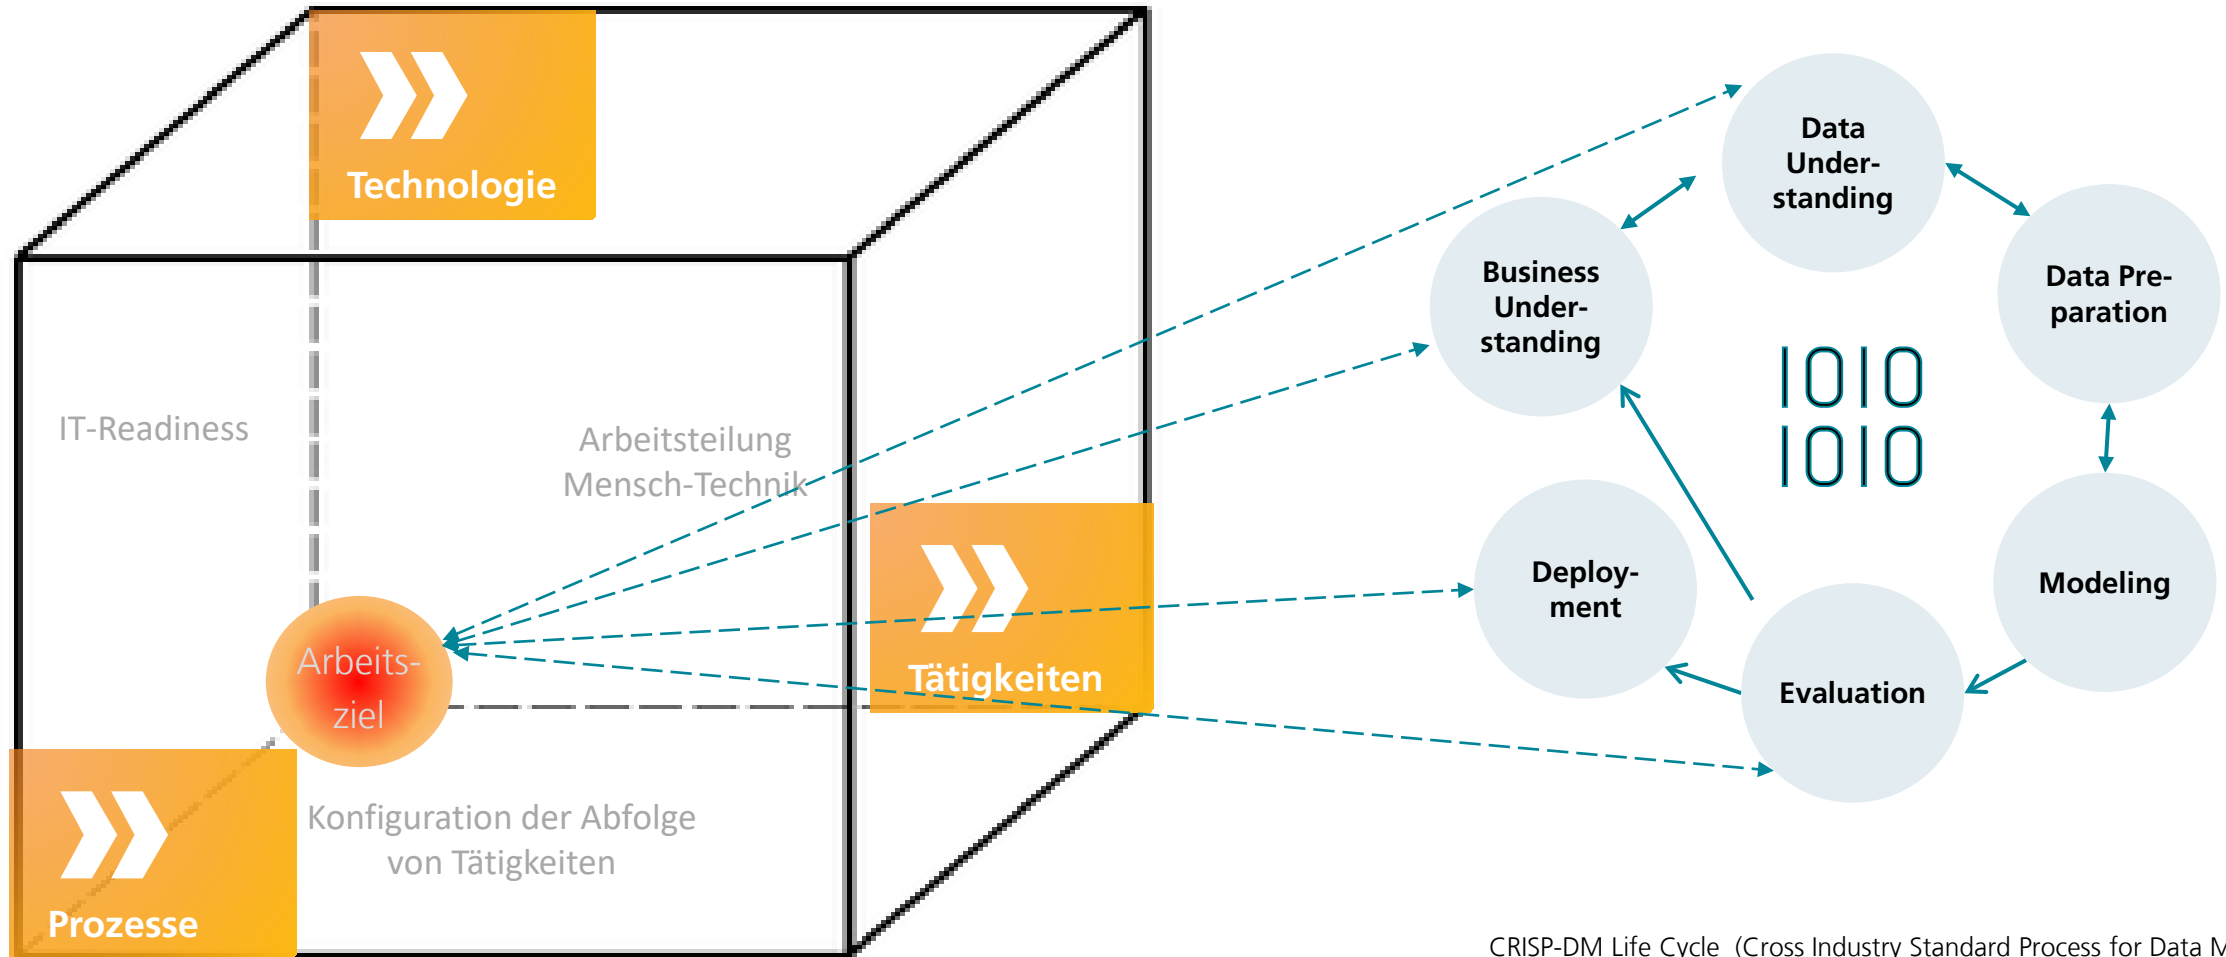 Technologie
IT-Readiness
Arbeitsteilung
Mensch-Technik
Tätigkeiten
Arbeits-
ziel
Konfiguration der Abfolge
von Tätigkeiten
Prozesse
Data
Under-
standing
Business
Under-
standing
Data Pre-
paration
1010
1010
Deploy-
ment
Modeling
Evaluation
CRISP-DM Life Cycle (Cross Industry Standard Process for Data M